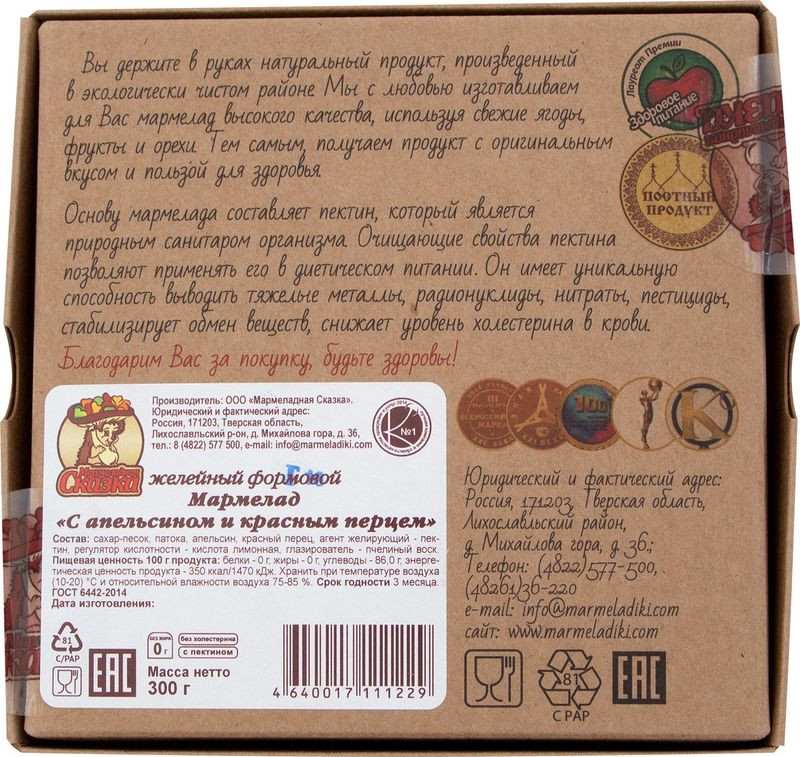 Вы держите в руках натуральный продукт, произведенный
в экологически чистом районе Мы с любовью изготавливаем
для Вас мармелад высокого качества, используя свежие ягоды,
фрукты и орехи. Тем самым, получаем продукт с оригинальным
вкусом и пользой для здоровья.
Лауреат Премии
Здоровое
питание
ПОСТНЫЙ
ПРОДУКТ
Основу мармелада составляет пектин, который является
природным санитаром организма. Очищающие свойства пектина
позволяют применять его в диетическом питании. Он имеет уникальную
способность выводить тяжелые металлы, радионуклиды, нитраты, пестициды,
стабилизирует обмен веществ, снижает уровень холестерина в крови.
Благодарим Вас за покупку, будьте здоровы!
Производитель: ООО «Мармеладная Сказка».
Юридический и фактический адрес:
Россия, 171203, Тверская область,
Лихославльский р-он, д. Михайлова гора, д. 36,
тел.: 8 (4822) 577 500, e-mail: info@marmeladiki.com
№1
Мармеладная
Сказка
желейный формовой
Мармелад
«С апельсином и красным перцем»
Состав: сахар-песок, патока, апельсин, красный перец, агент желирующий - пек-
тин, регулятор кислотности - кислота лимонная, глазирователь - пчелиный воск.
Пищевая ценность 100 г продукта: белки - 0 г, жиры - 0 г, углеводы - 86,0 г, энерге-
тическая ценность продукта - 350 ккал/1470 кДж. Хранить при температуре воздуха
(10-20) °С и относительной влажности воздуха 75-85 %. Срок годности 3 месяца.
ГОСТ 6442-2014
Дата изготовления:
81
C/PAP
EAC
БЕЗ ЖИРА
0 г
без холестерина
с пектином
Масса нетто
300 г
4 640017 111229
III
ВСЕРОССИЙСКАЯ
МАРКА
XXI ВЕКА
100
К
Юридический и фактический адрес:
Россия, 171203, Тверская область,
Лихославльский район,
д. Михайлова гора, д. 36.;
Телефон: (4822)577-500,
(48261)36-220
e-mail: info@marmeladiki.com
сайт: www.marmeladiki.com
81
C PAP
EAC